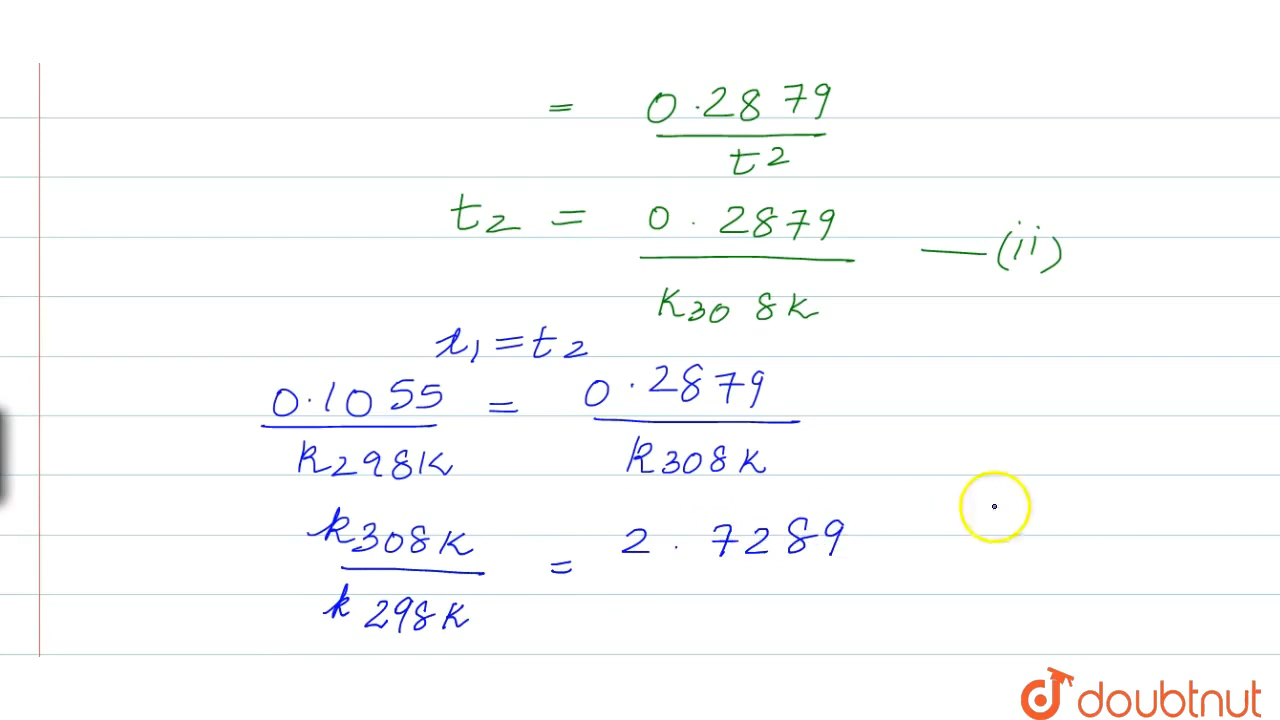 = 0.2879
t2
t2 = 0.2879 — (ii)
K308K
x1 = t2
0.1055 = 0.2879
k298K k308K
k308K = 2.7289
k298K
doubtnut